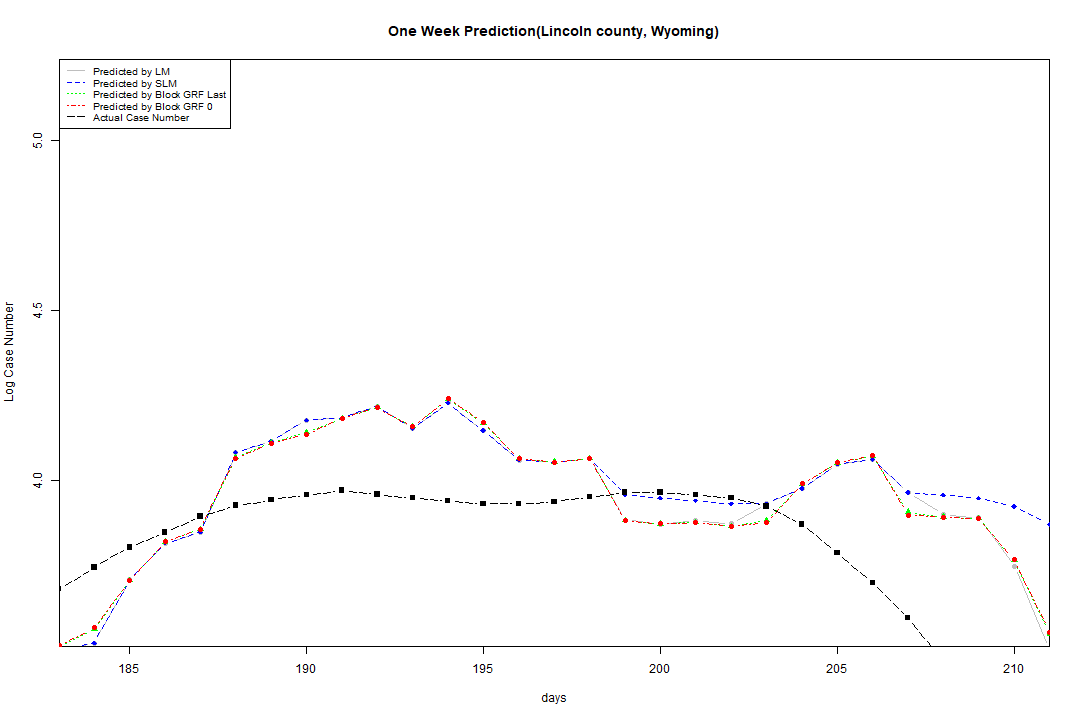 One Week Prediction(Lincoln county, Wyoming)
Predicted by LM
Predicted by SLM
Predicted by Block GRF Last
Predicted by Block GRF 0
Actual Case Number
5.0
4.5
4.0
Log Case Number
185 190 195 200 205 210
days